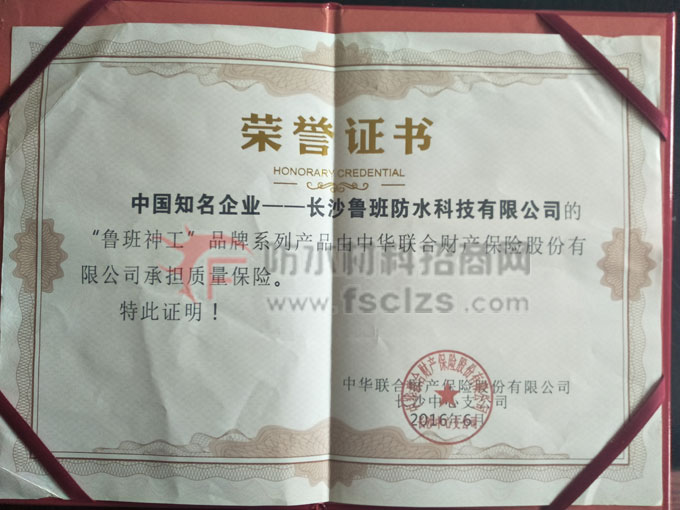 荣誉证书
HONORARY CREDENTIAL
中国知名企业——长沙鲁班防水科技有限公司的
“鲁班神工”品牌系列产品由中华联合财产保险股份有
限公司承担质量保险。
特此证明！
防水材料招商网
www.fsclzs.com
中华联合财产保险股份有限公司
长沙中心支公司
2016年6月